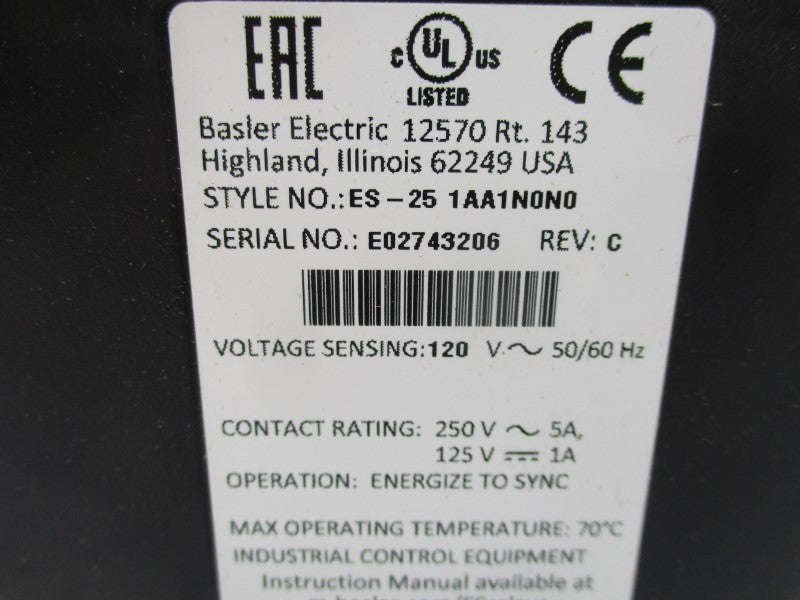 EAC
C UL US
LISTED
CE
Basler Electric 12570 Rt. 143
Highland, Illinois 62249 USA
STYLE NO.: ES - 25 1AA1N0N0
SERIAL NO.: E02743206 REV: C
VOLTAGE SENSING: 120 V ~ 50/60 Hz
CONTACT RATING: 250 V ~ 5A,
125 V ⎓ 1A
OPERATION: ENERGIZE TO SYNC
MAX OPERATING TEMPERATURE: 70°C
INDUSTRIAL CONTROL EQUIPMENT
Instruction Manual available at